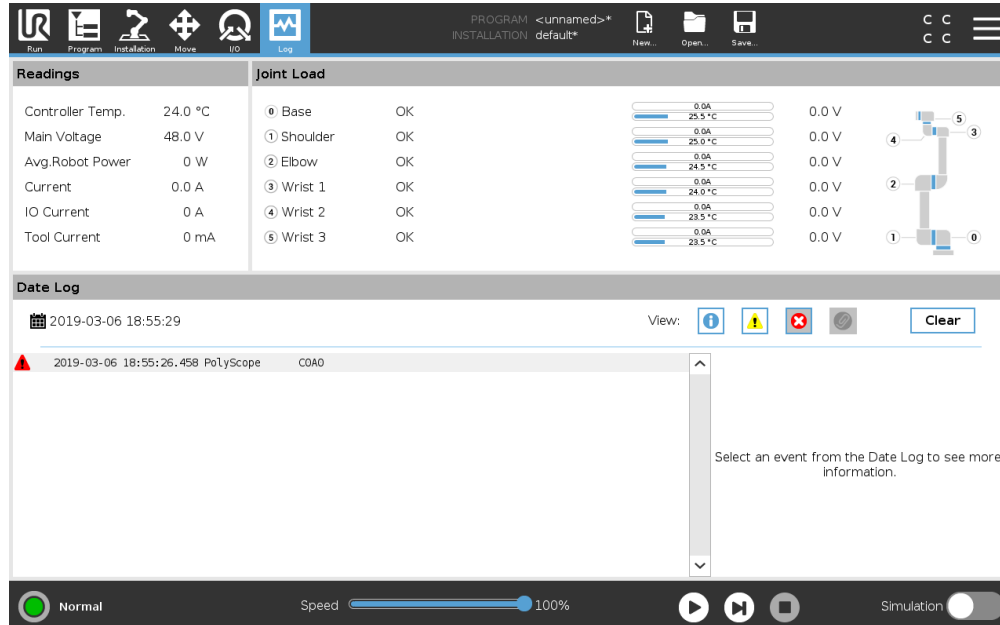 PROGRAM <unnamed>*
INSTALLATION default*
C C
C C
Run Program Installation Move I/O Log New... Open... Save...
Readings
Controller Temp. 24.0 °C
Main Voltage 48.0 V
Avg.Robot Power 0 W
Current 0.0 A
IO Current 0 A
Tool Current 0 mA
Joint Load
0 Base OK 0.0A 25.5 °C 0.0 V
1 Shoulder OK 0.0A 25.0 °C 0.0 V
2 Elbow OK 0.0A 24.5 °C 0.0 V
3 Wrist 1 OK 0.0A 24.0 °C 0.0 V
4 Wrist 2 OK 0.0A 23.5 °C 0.0 V
5 Wrist 3 OK 0.0A 23.5 °C 0.0 V
5
3
4
2
1 0
Date Log
2019-03-06 18:55:29 View: Clear
2019-03-06 18:55:26.458 PolyScope C0A0
Select an event from the Date Log to see more
information.
Normal Speed 100% Simulation